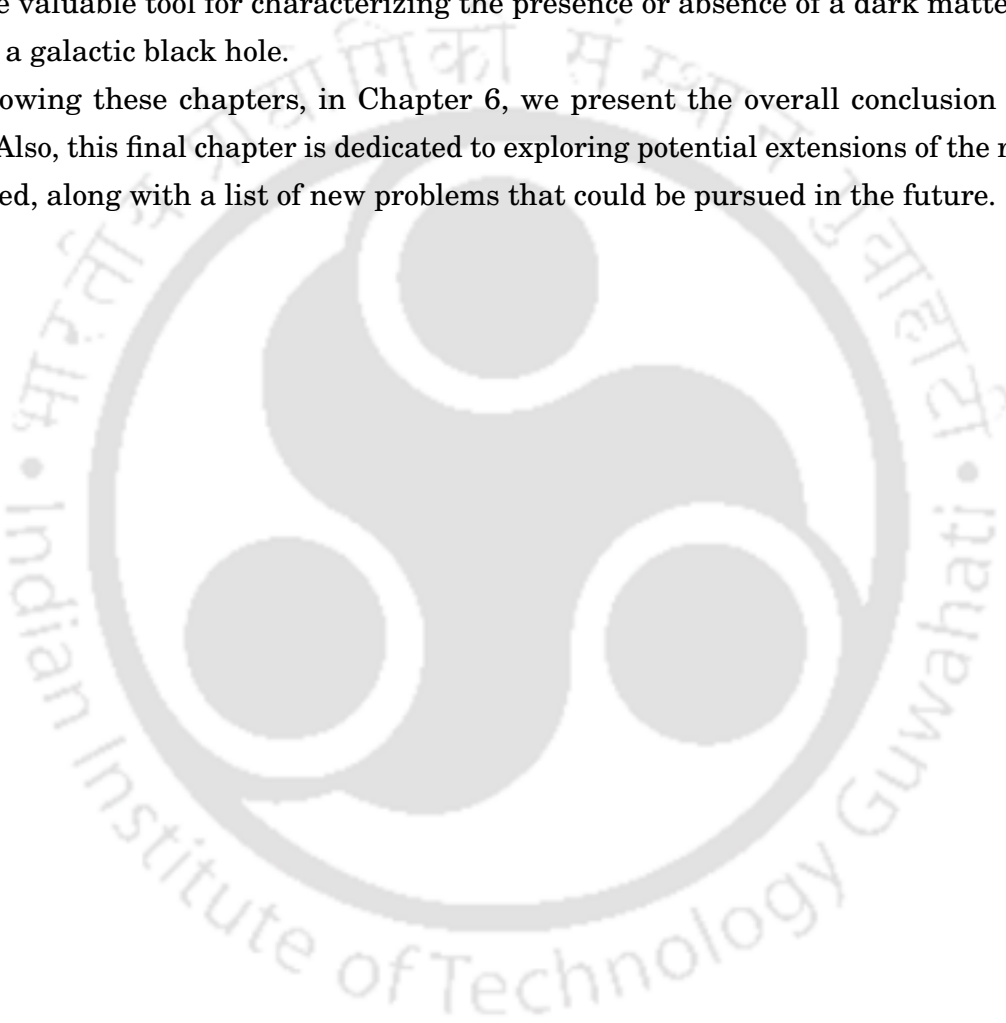 e valuable tool for characterizing the presence or absence of a dark matte
a galactic black hole.
owing these chapters, in Chapter 6, we present the overall conclusion
Also, this final chapter is dedicated to exploring potential extensions of the r
ed, along with a list of new problems that could be pursued in the future.
• Indian Institute of Technology Guwahati •